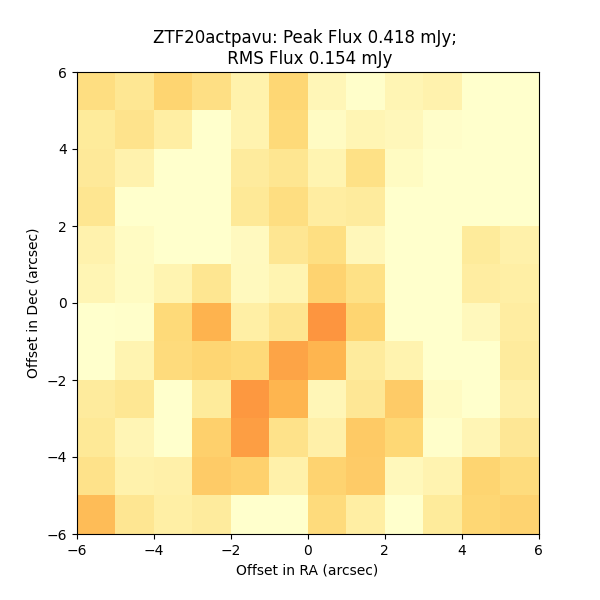 ZTF20actpavu: Peak Flux 0.418 mJy;
RMS Flux 0.154 mJy
6
4
2
0
−2
−4
−6
Offset in Dec (arcsec)
−6 −4 −2 0 2 4 6
Offset in RA (arcsec)